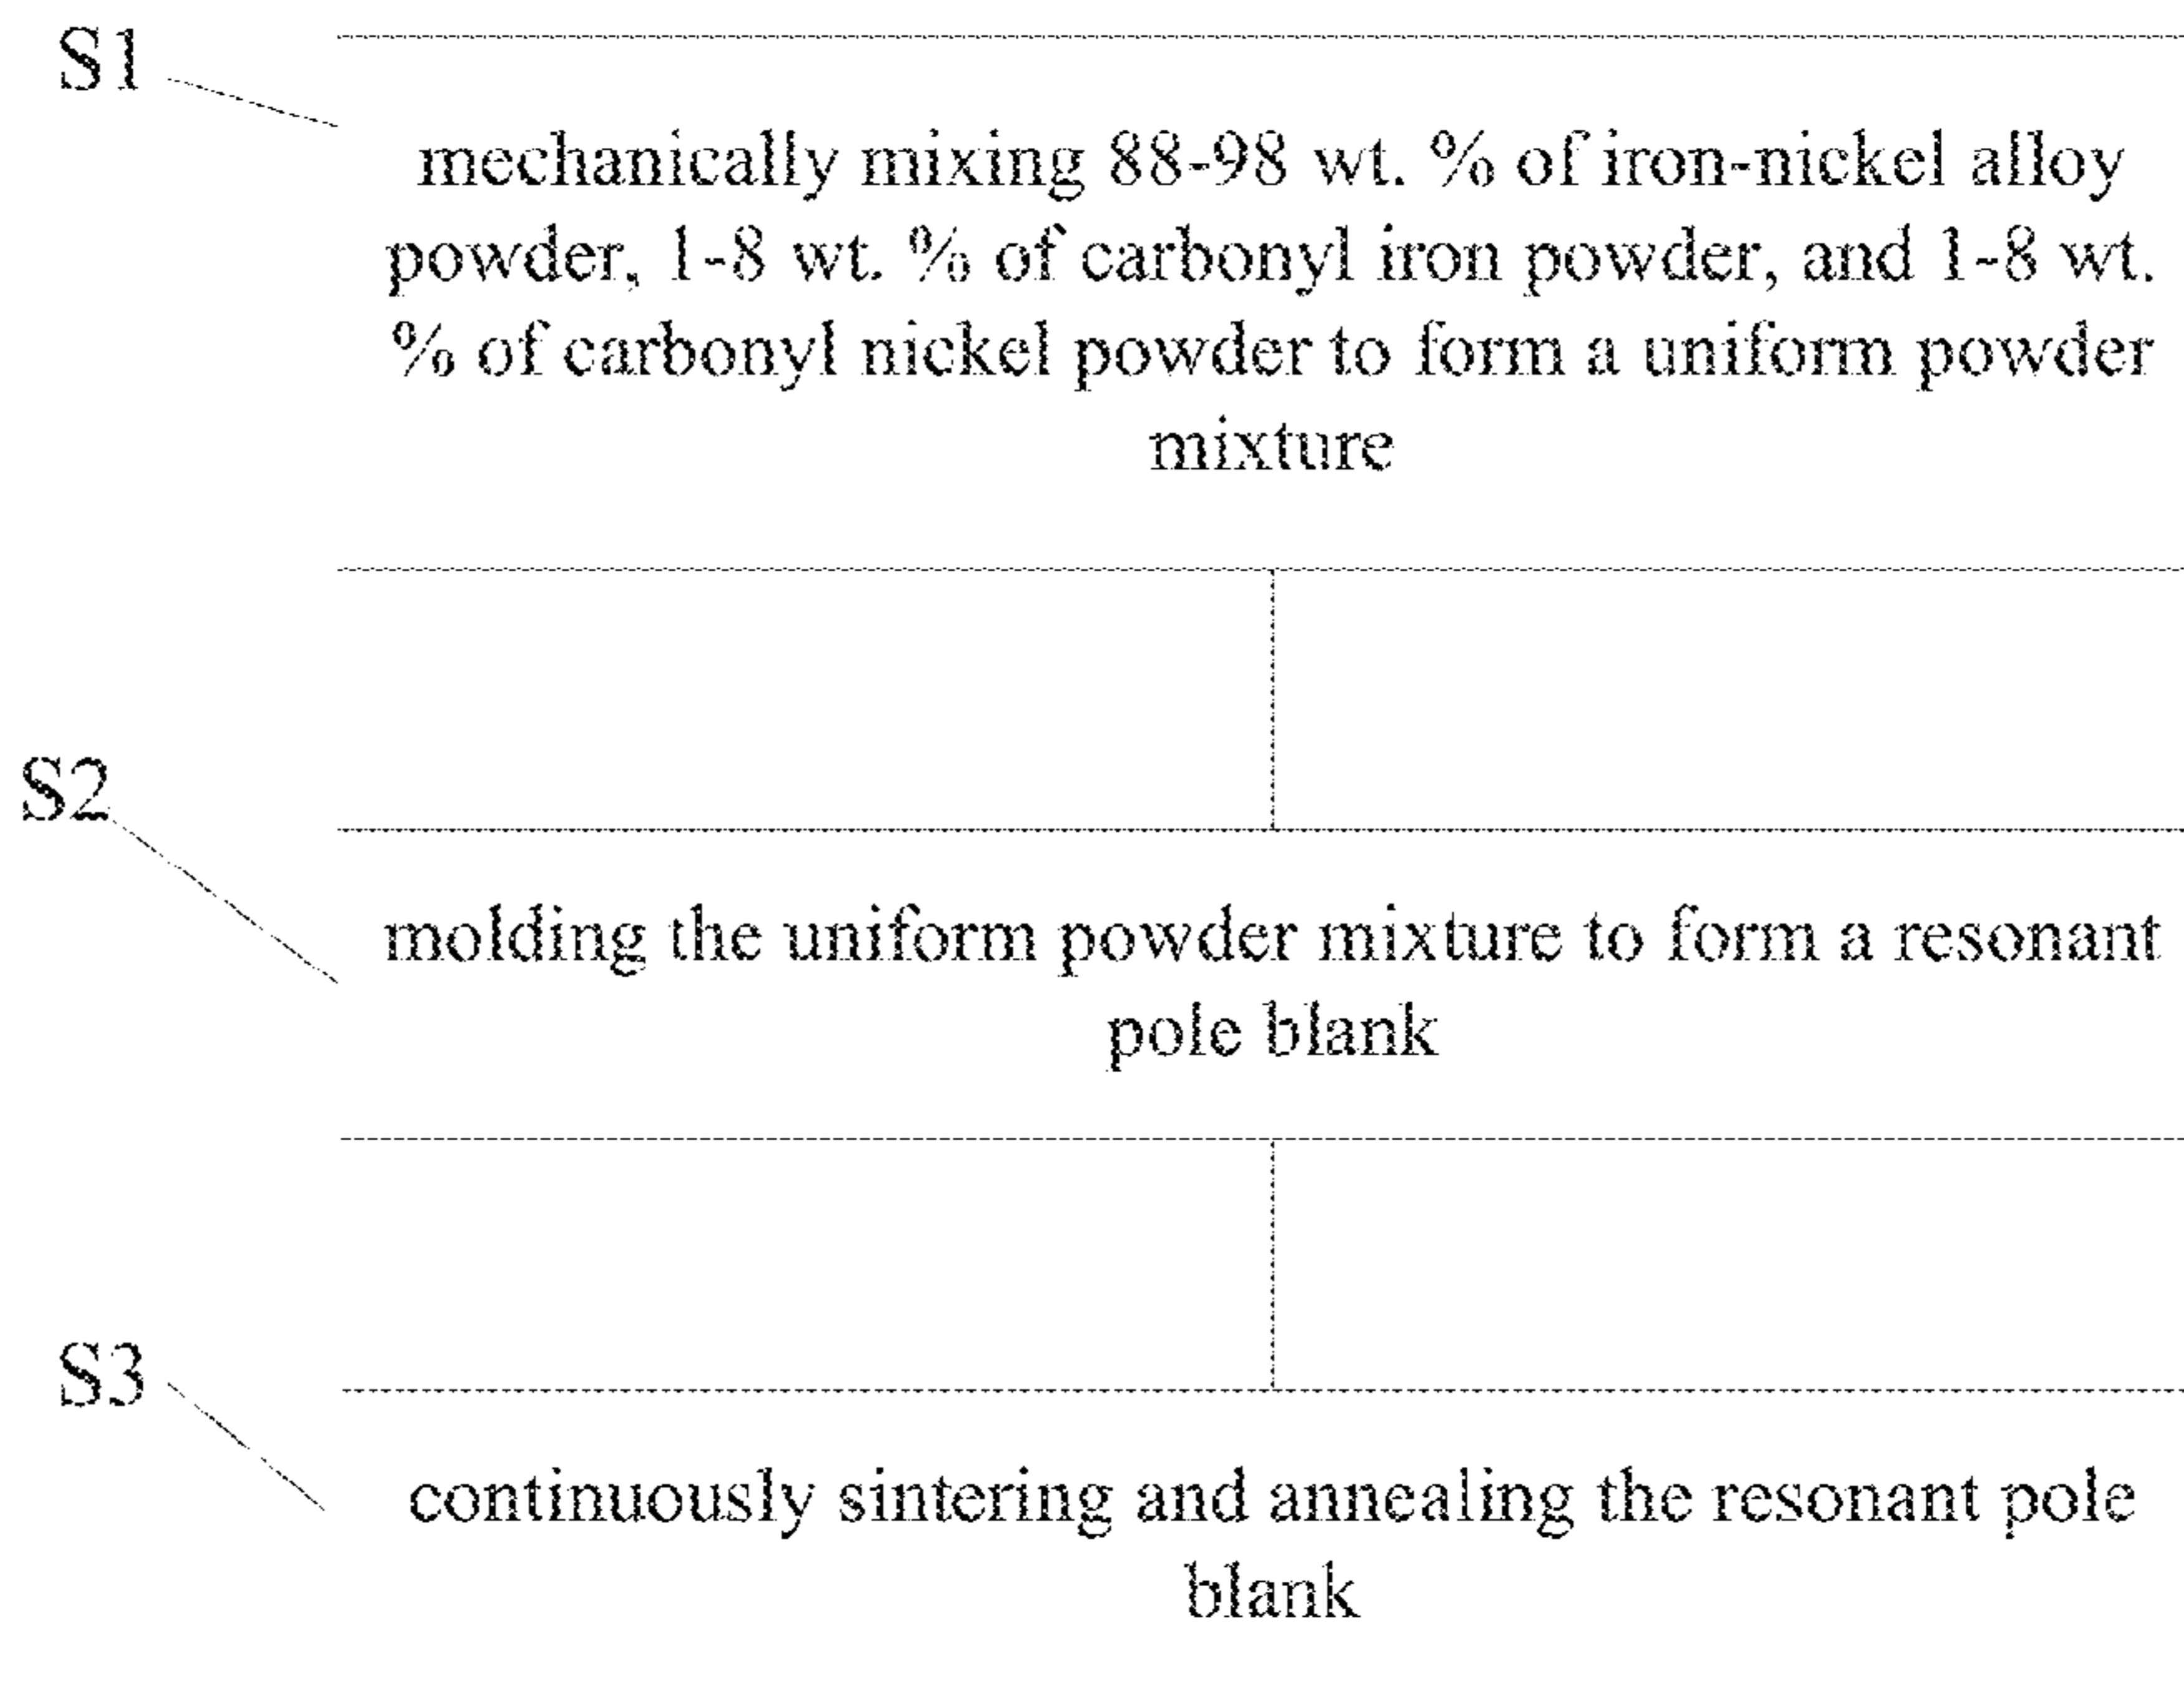 S1
mechanically mixing 88-98 wt. % of iron-nickel alloy
powder, 1-8 wt. % of carbonyl iron powder, and 1-8 wt.
% of carbonyl nickel powder to form a uniform powder
mixture
S2
molding the uniform powder mixture to form a resonant
pole blank
S3
continuously sintering and annealing the resonant pole
blank